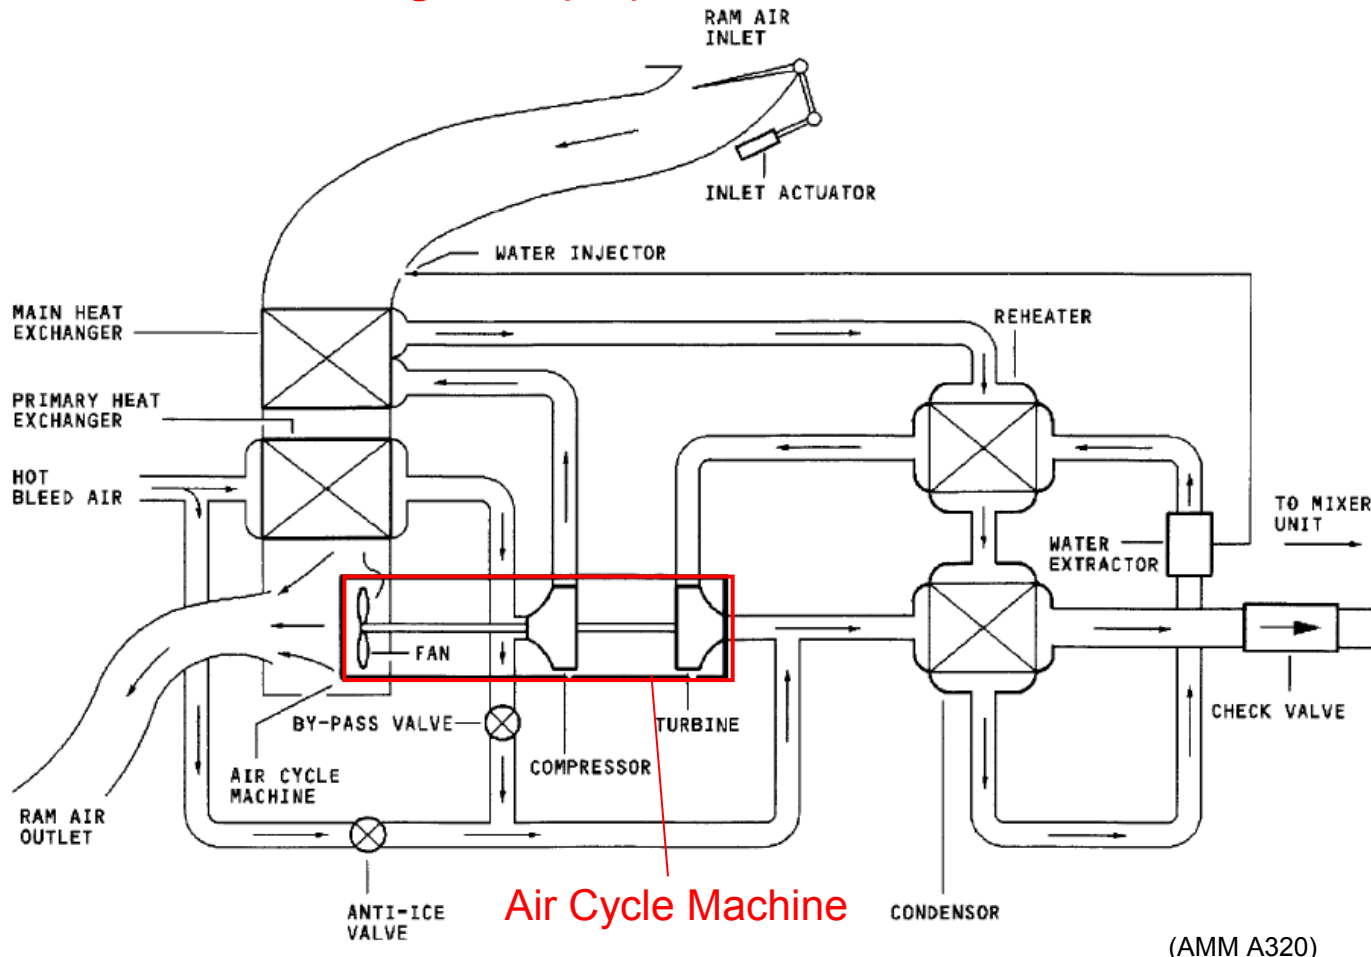 RAM AIR
INLET
INLET ACTUATOR
WATER INJECTOR
MAIN HEAT
EXCHANGER
REHEATER
PRIMARY HEAT
EXCHANGER
HOT
BLEED AIR
TO MIXER
UNIT
WATER
EXTRACTOR
FAN
BY-PASS VALVE
TURBINE
CHECK VALVE
COMPRESSOR
AIR CYCLE
MACHINE
RAM AIR
OUTLET
ANTI-ICE
VALVE
Air Cycle Machine
CONDENSOR
(AMM A320)